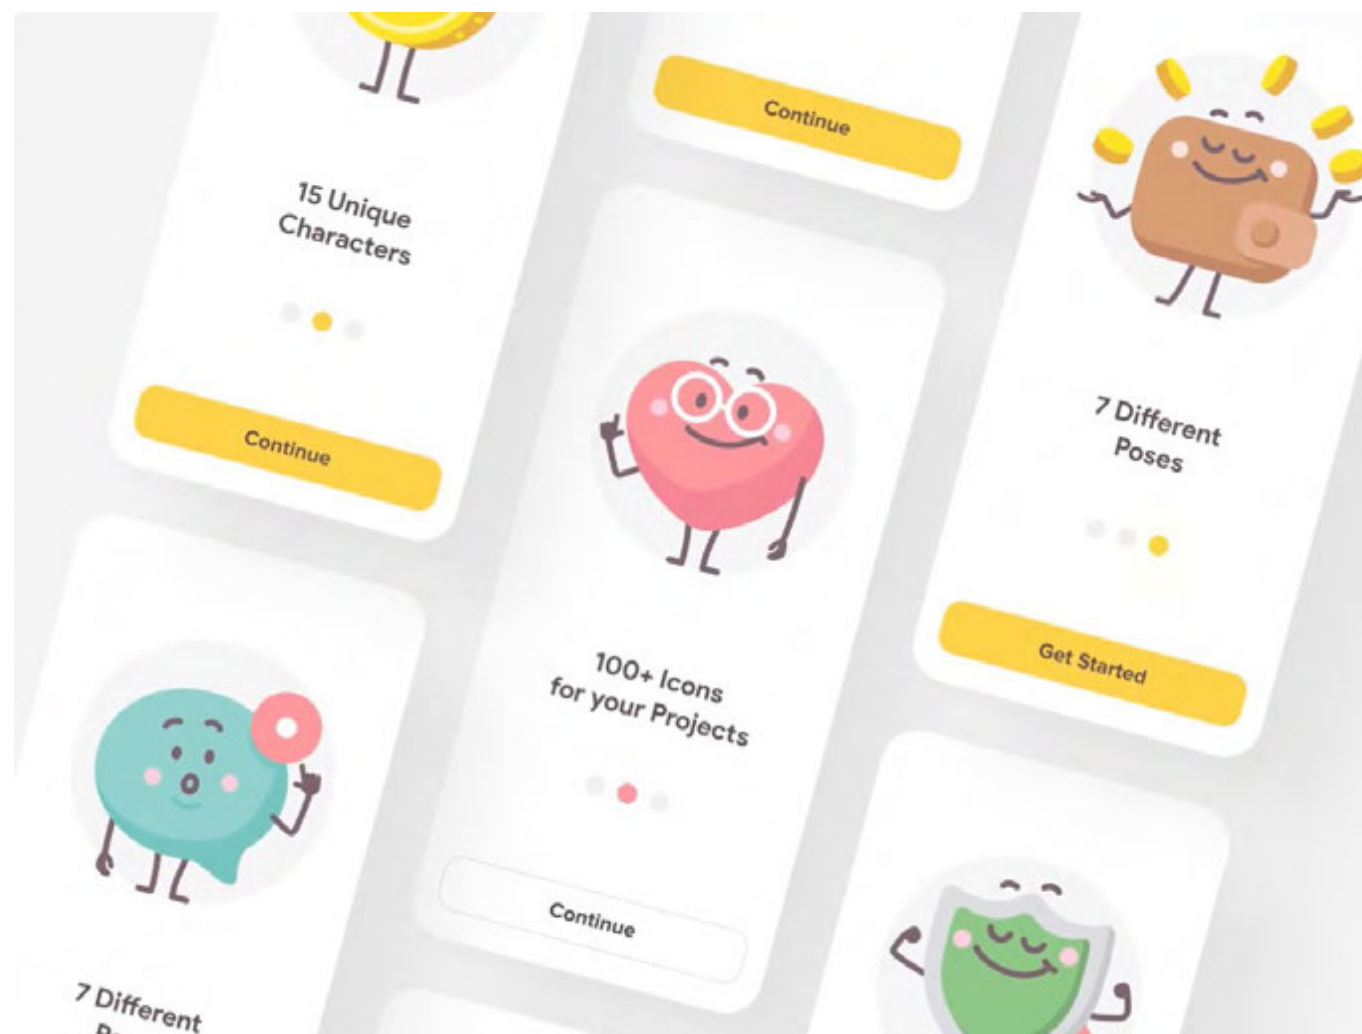 Continue
15 Unique
Characters
Continue
7 Different
Poses
Get Started
100+ Icons
for your Projects
Continue
7 Different